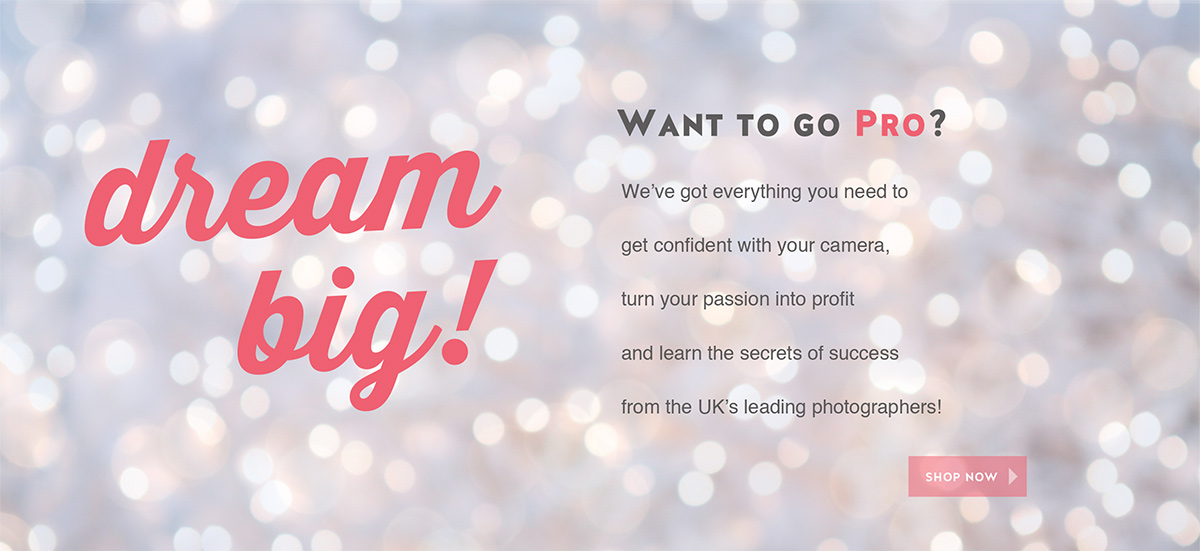 dream
big!
Want to go Pro?
We've got everything you need to
get confident with your camera,
turn your passion into profit
and learn the secrets of success
from the UK's leading photographers!
SHOP NOW